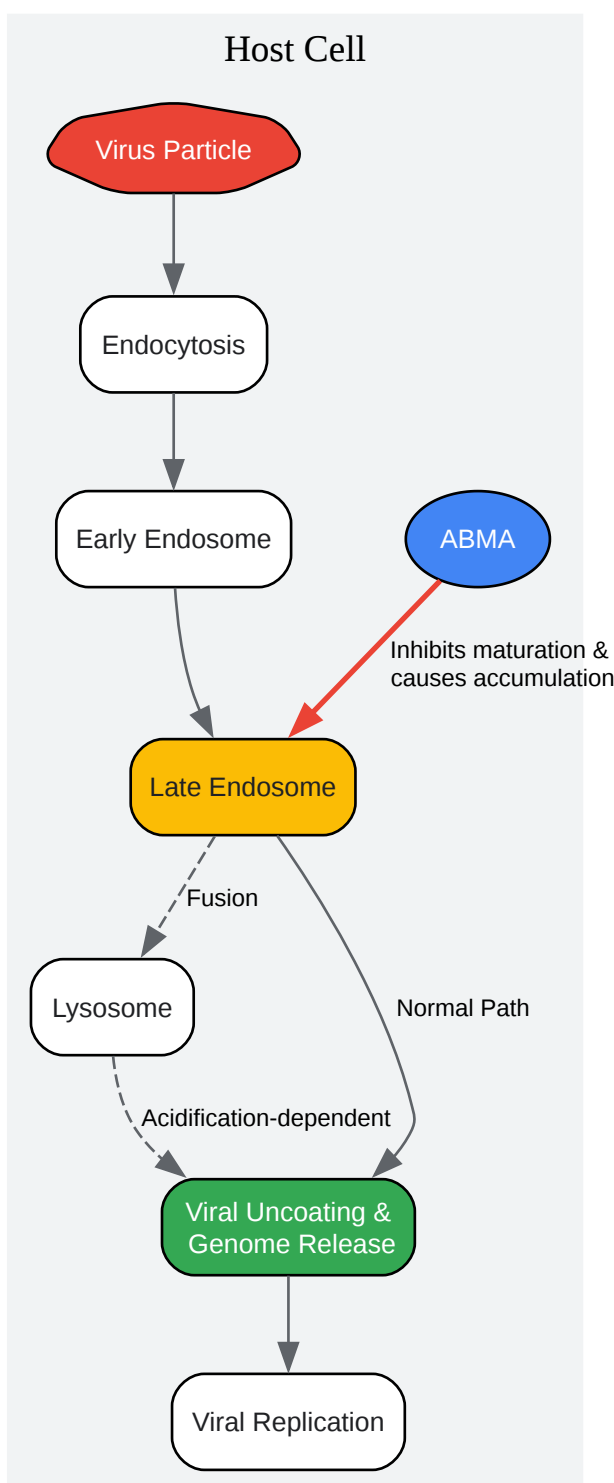 Host Cell
Virus Particle
Endocytosis
Early Endosome
ABMA
Inhibits maturation &
causes accumulation
Late Endosome
Fusion
Lysosome
Normal Path
Acidification-dependent
Viral Uncoating &
Genome Release
Viral Replication